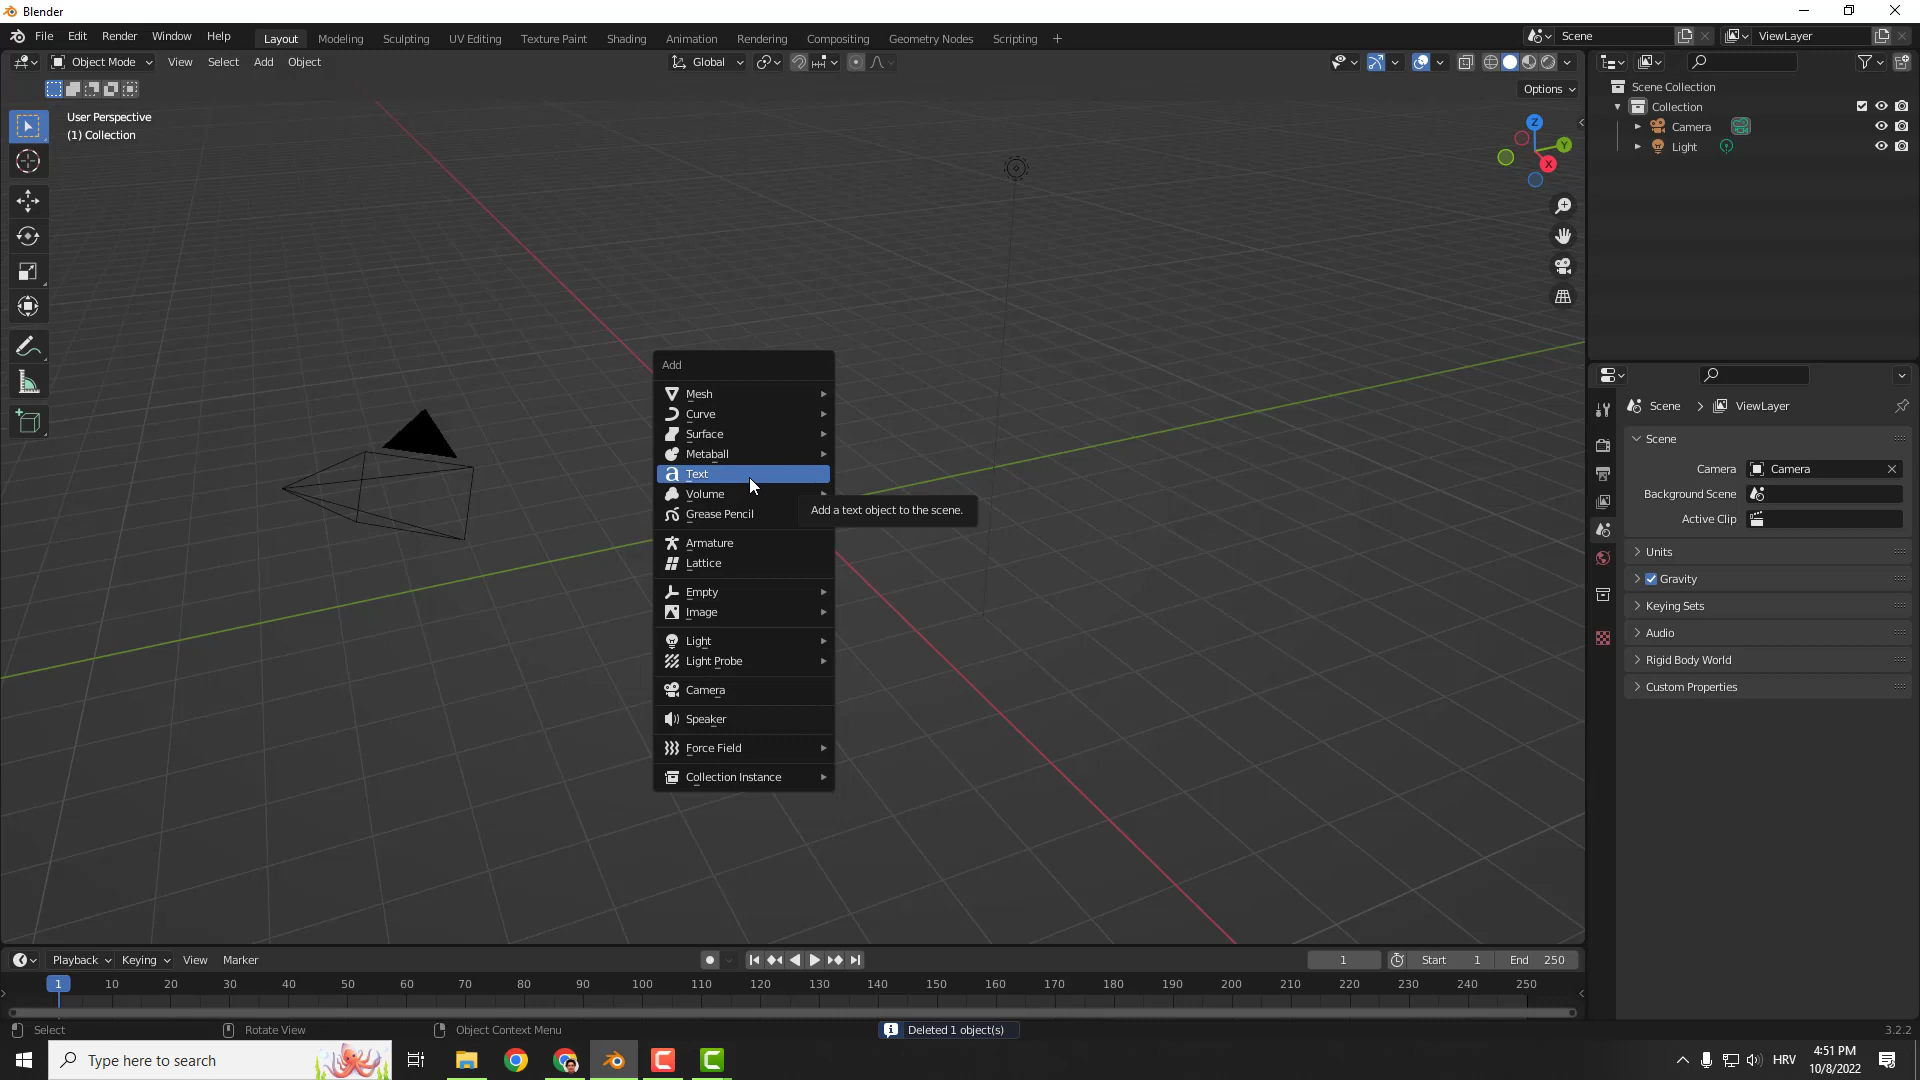 Blender
File Edit Render Window Help Layout Modeling Sculpting UV Editing Texture Paint Shading Animation Rendering Compositing Geometry Nodes Scripting + Scene ViewLayer
Object Mode View Select Add Object Global
Options
User Perspective
(1) Collection
Z
Y
X
Scene Collection
Collection
Camera
Light
Add
Mesh
Curve
Surface
Metaball
a Text
Volume
Grease Pencil
Armature
Lattice
Empty
Image
Light
Light Probe
Camera
Speaker
Force Field
Collection Instance
Add a text object to the scene.
Scene > ViewLayer
Scene
Camera Camera
Background Scene
Active Clip
Units
Gravity
Keying Sets
Audio
Rigid Body World
Custom Properties
Playback Keying View Marker 1 Start 1 End 250
1 10 20 30 40 50 60 70 80 90 100 110 120 130 140 150 160 170 180 190 200 210 220 230 240 250
Select Rotate View Object Context Menu Deleted 1 object(s) 3.2.2
Type here to search HRV 4:51 PM
10/8/2022